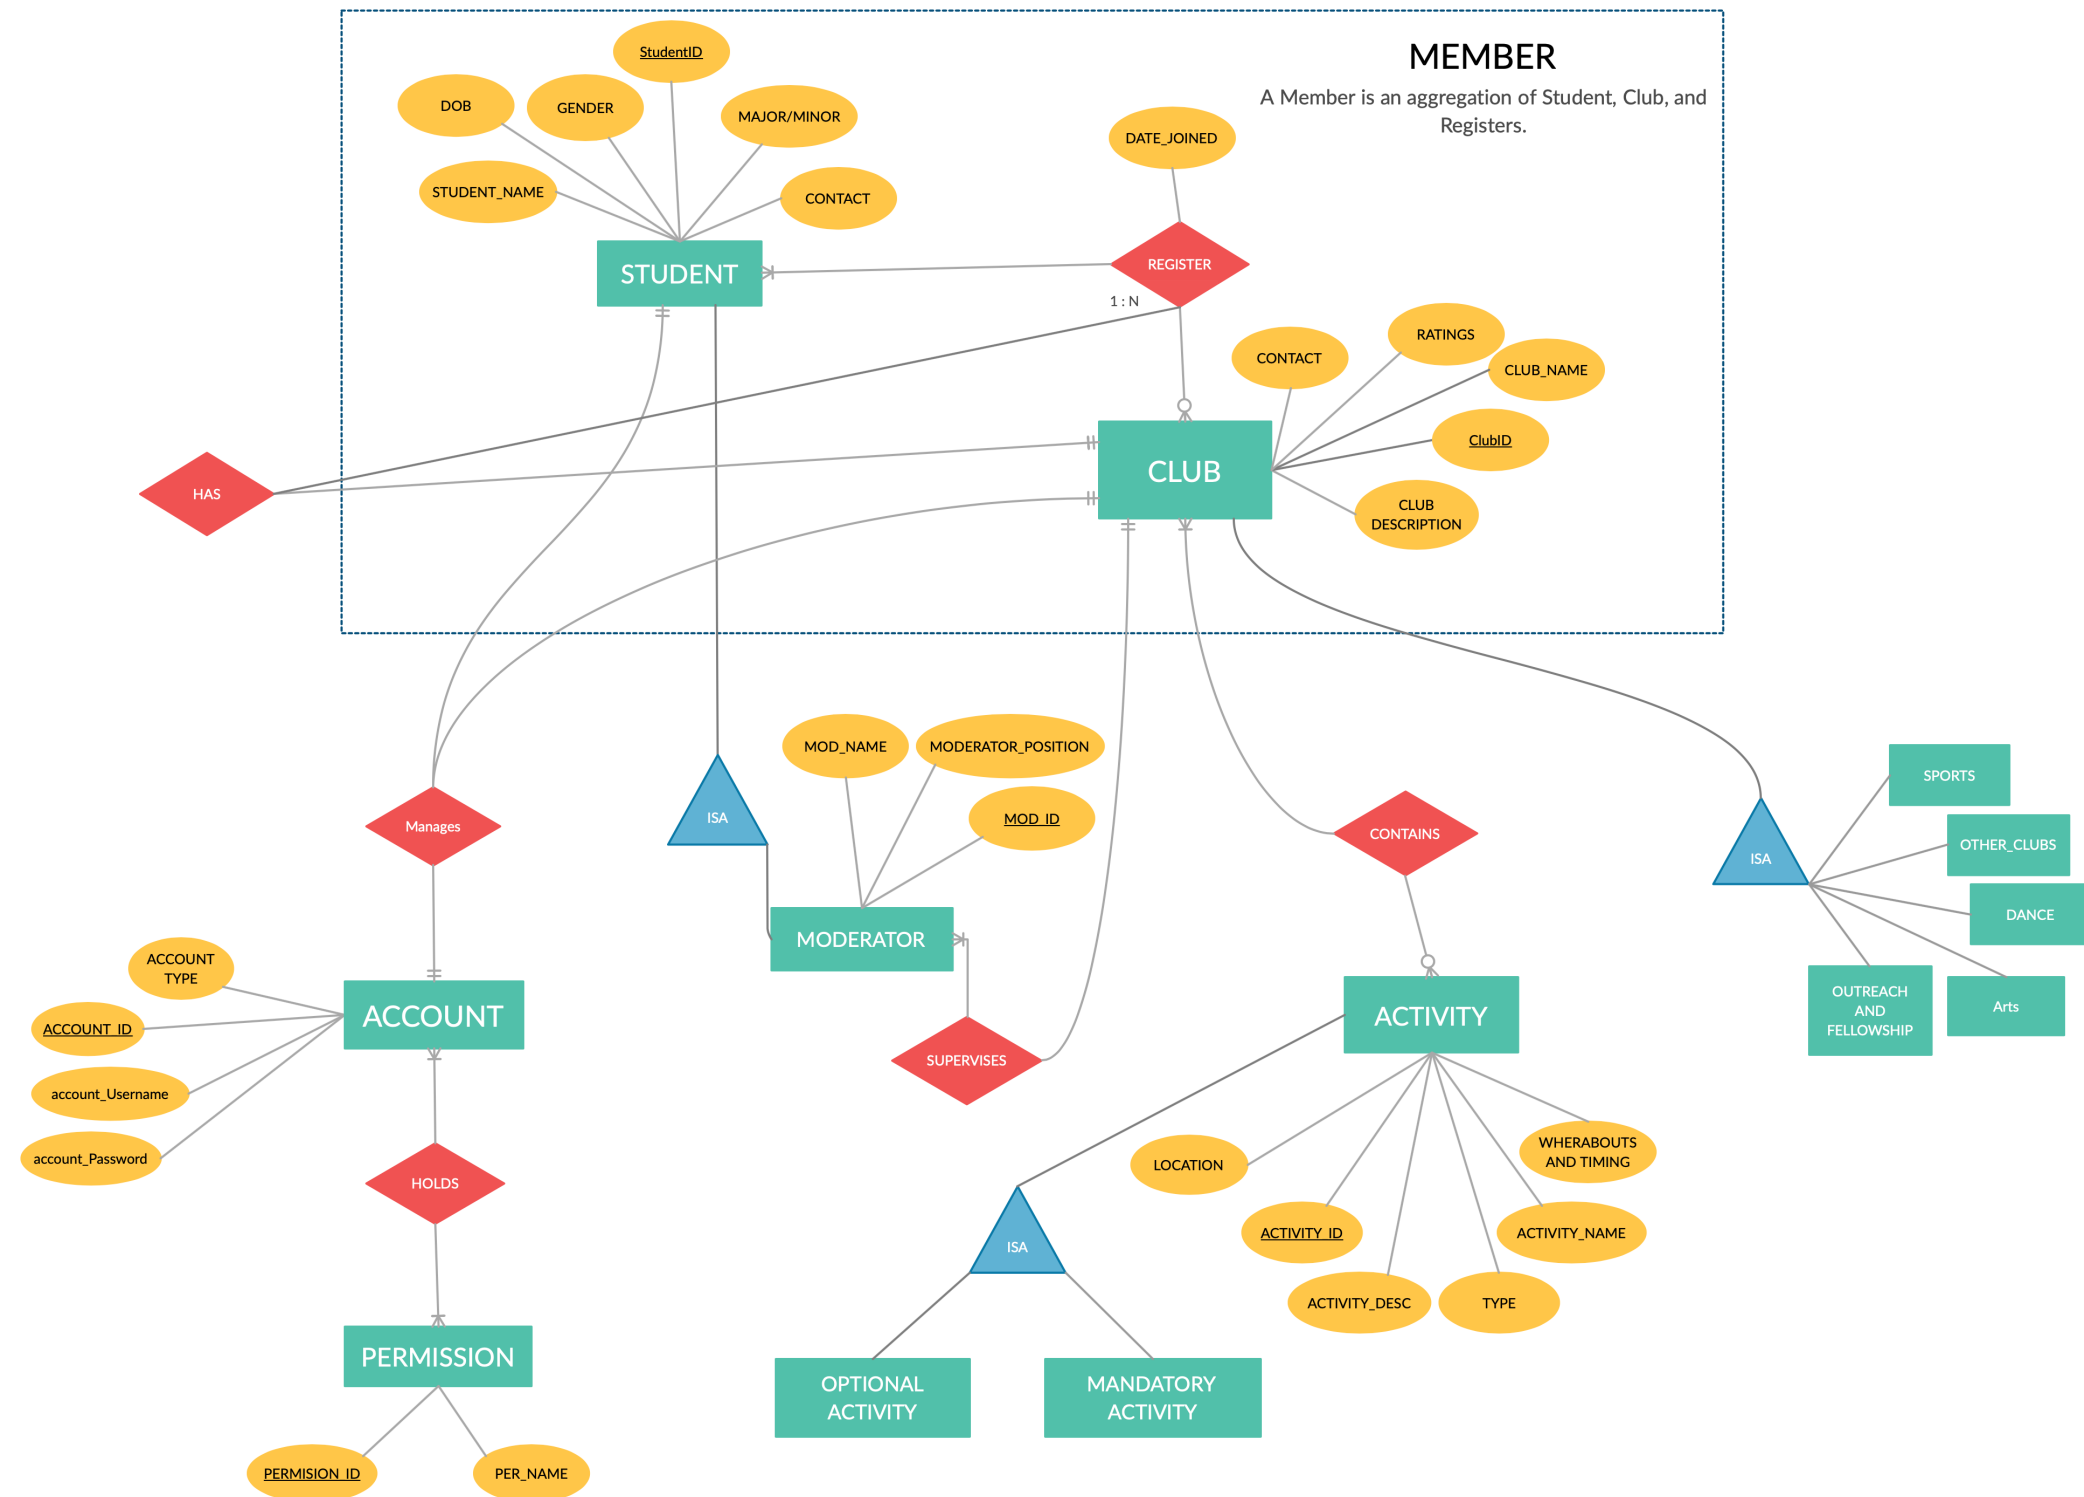 StudentID
MEMBER
A Member is an aggregation of Student, Club, and
Registers.
DOB
GENDER
MAJOR/MINOR
DATE_JOINED
STUDENT_NAME
CONTACT
STUDENT
REGISTER
1 : N
CONTACT
RATINGS
CLUB_NAME
ClubID
CLUB
HAS
CLUB
DESCRIPTION
MOD_NAME
MODERATOR_POSITION
MOD_ID
ISA
Manages
CONTAINS
SPORTS
OTHER_CLUBS
ISA
DANCE
OUTREACH
AND
FELLOWSHIP
Arts
MODERATOR
ACCOUNT
TYPE
ACCOUNT_ID
ACCOUNT
account_Username
account_Password
SUPERVISES
ACTIVITY
HOLDS
LOCATION
WHERABOUTS
AND TIMING
ACTIVITY_ID
ACTIVITY_NAME
ISA
ACTIVITY_DESC
TYPE
PERMISSION
OPTIONAL
ACTIVITY
MANDATORY
ACTIVITY
PERMISION_ID
PER_NAME